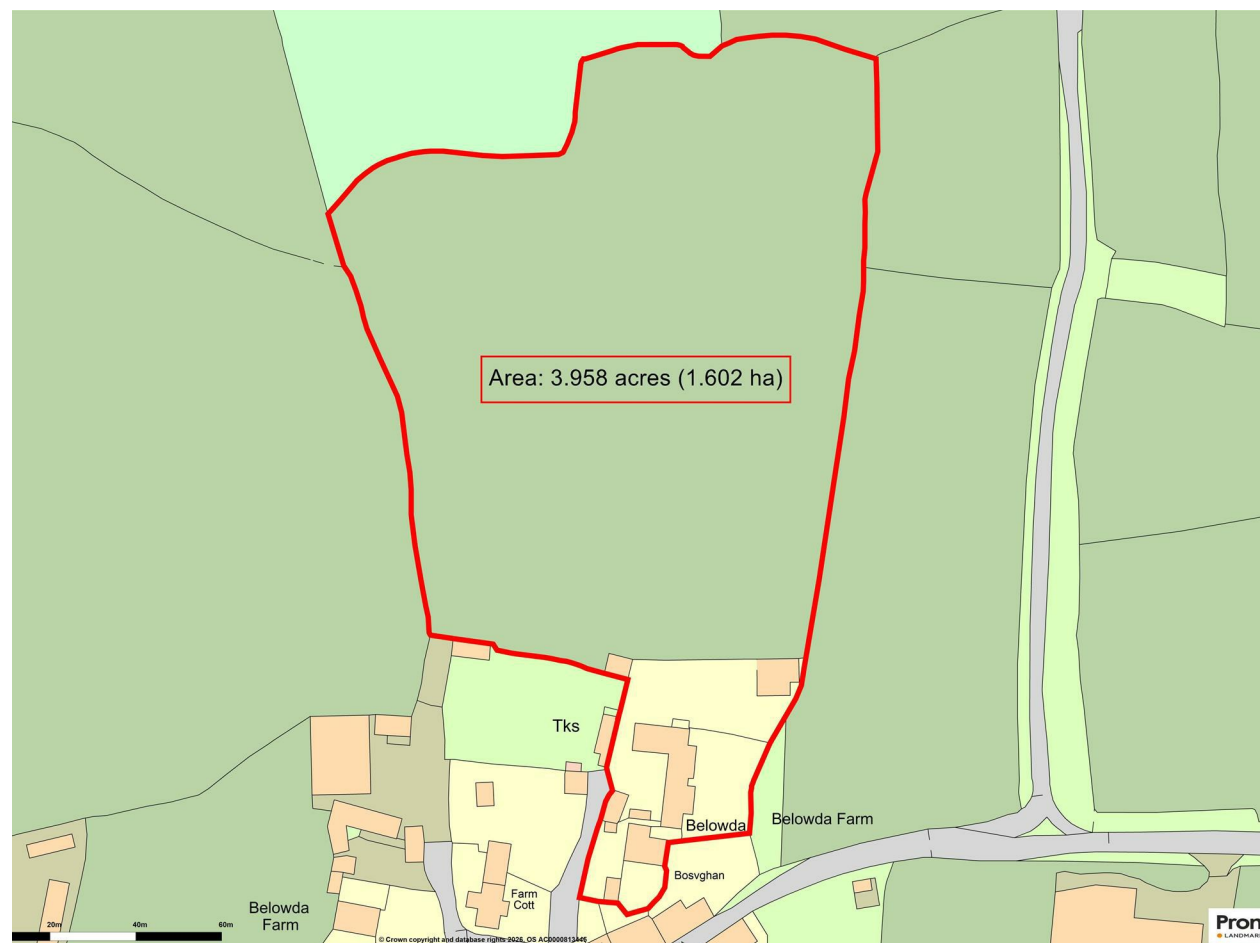 Area: 3.958 acres (1.602 ha)
Tks
Belowda
Belowda Farm
Bosvghan
Farm
Cott
Belowda
Farm
20m
40m
60m
© Crown copyright and database rights 2026. OS AC0000813445
LANDMAR